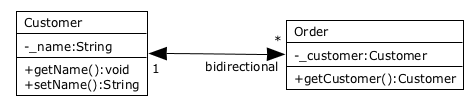 Customer
-_name:String
+getName():void
+setName():String
1
*
bidirectional
Order
-_customer:Customer
+getCustomer():Customer